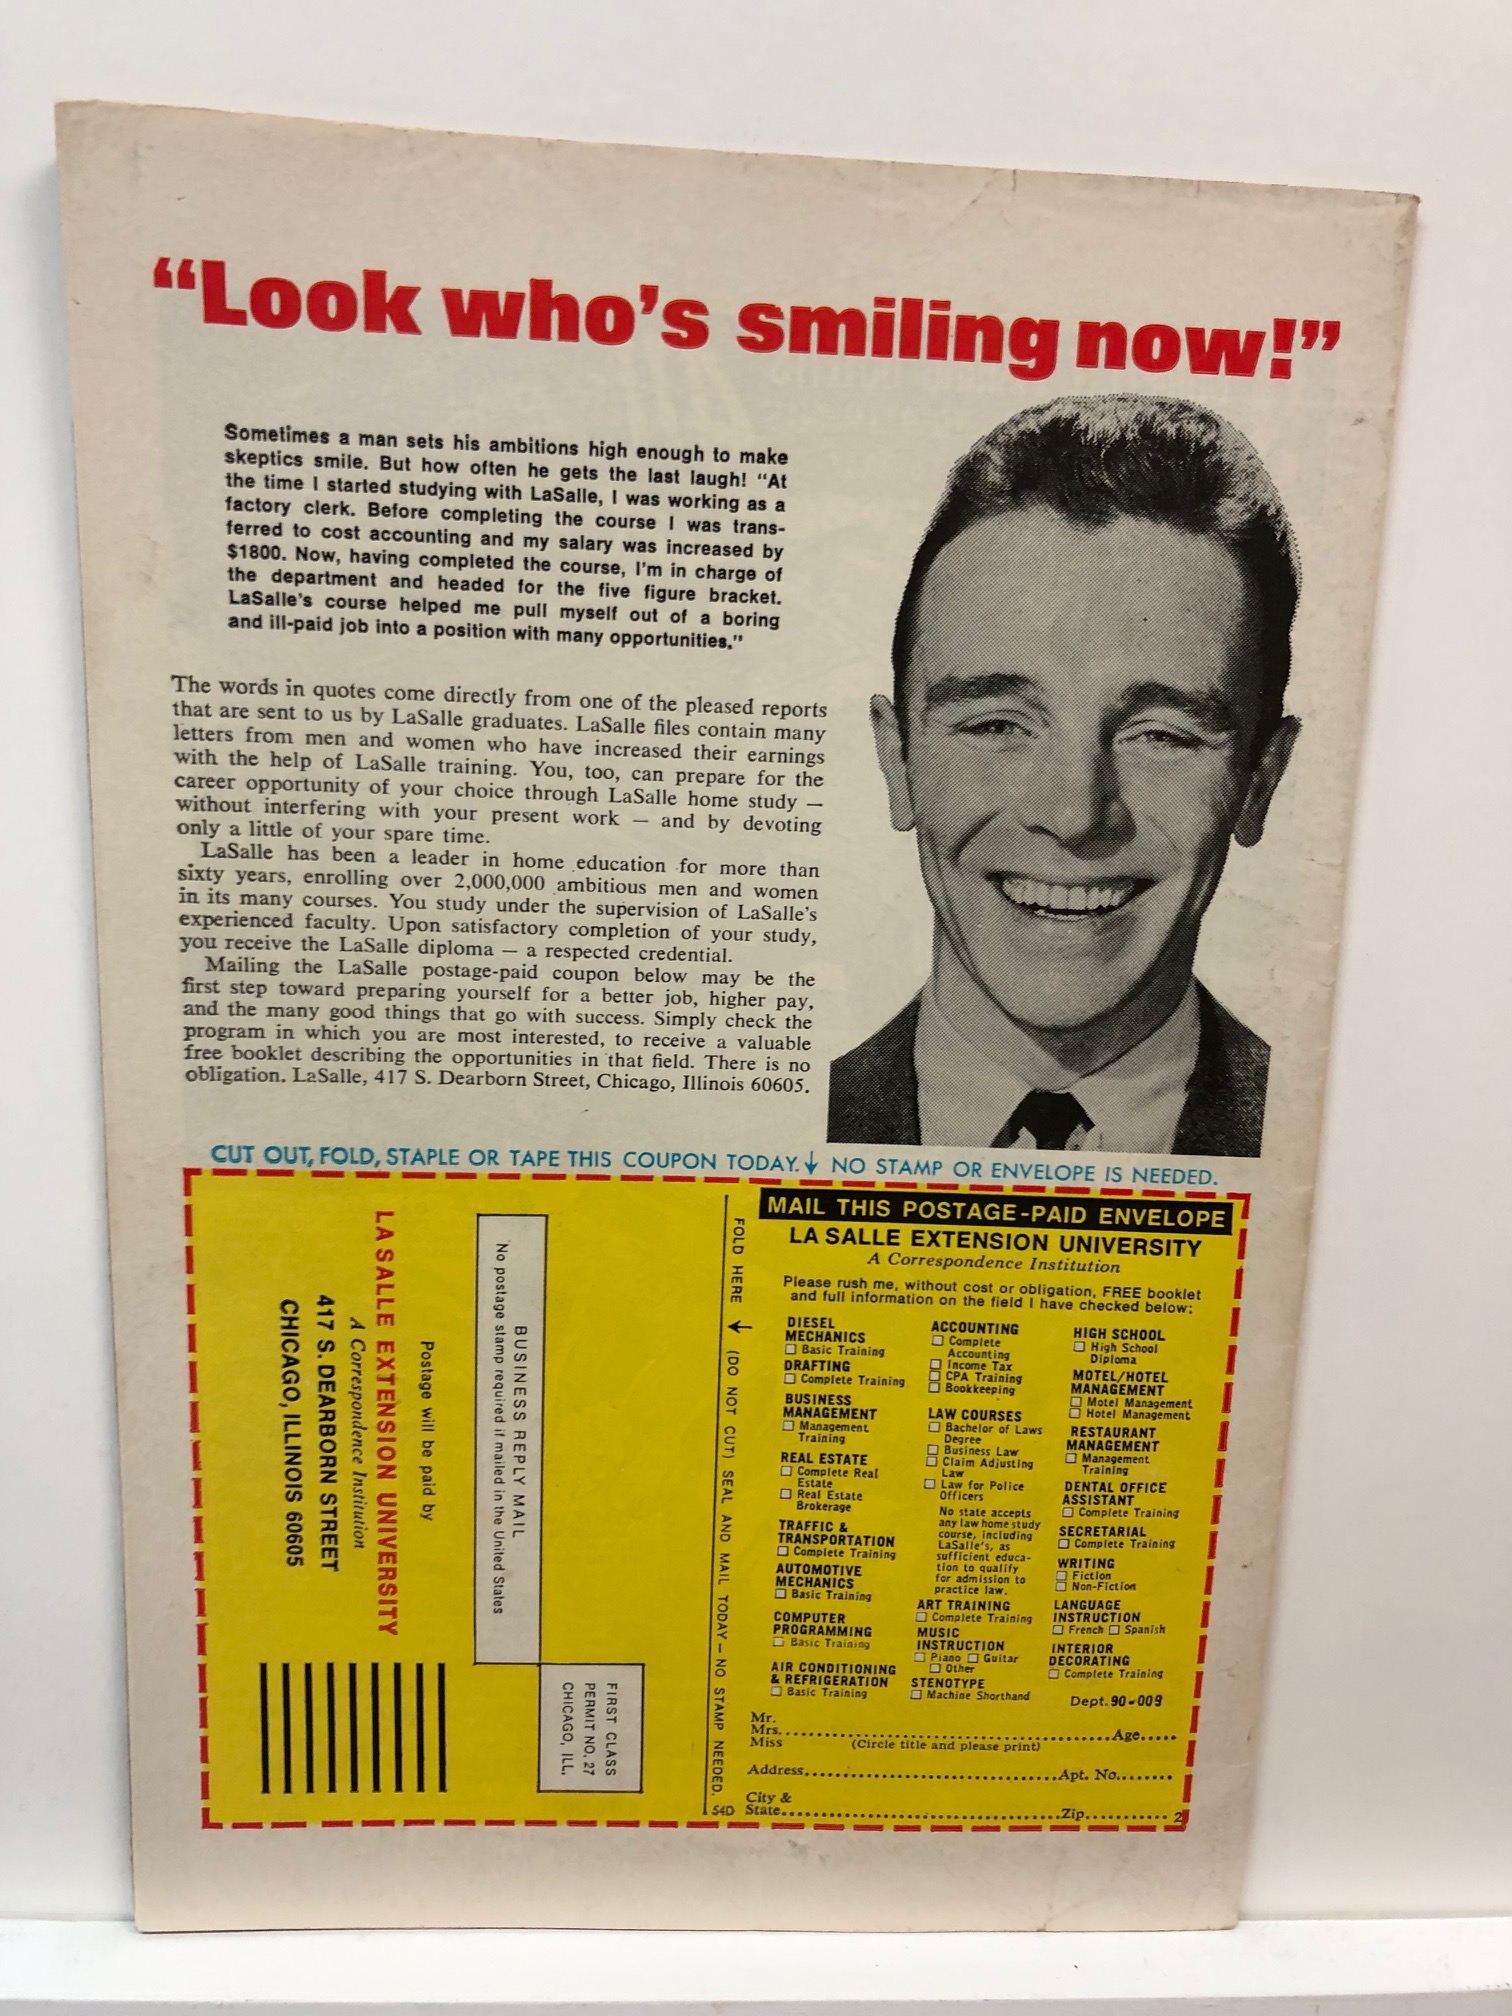 “Look who’s smiling now!”
Sometimes a man sets his ambitions high enough to make
skeptics smile. But how often he gets the last laugh! “At
the time I started studying with LaSalle, I was working as a
factory clerk. Before completing the course I was trans-
ferred to cost accounting and my salary was increased by
$1800. Now, having completed the course, I’m in charge of
the department and headed for the five figure bracket.
LaSalle’s course helped me pull myself out of a boring
and ill-paid job into a position with many opportunities.”
The words in quotes come directly from one of the pleased reports
that are sent to us by LaSalle graduates. LaSalle files contain many
letters from men and women who have increased their earnings
with the help of LaSalle training. You, too, can prepare for the
career opportunity of your choice through LaSalle home study —
without interfering with your present work — and by devoting
only a little of your spare time.
LaSalle has been a leader in home education for more than
sixty years, enrolling over 2,000,000 ambitious men and women
in its many courses. You study under the supervision of LaSalle’s
experienced faculty. Upon satisfactory completion of your study,
you receive the LaSalle diploma — a respected credential.
Mailing the LaSalle postage-paid coupon below may be the
first step toward preparing yourself for a better job, higher pay,
and the many good things that go with success. Simply check the
program in which you are most interested, to receive a valuable
free booklet describing the opportunities in that field. There is no
obligation. LaSalle, 417 S. Dearborn Street, Chicago, Illinois 60605.
CUT OUT, FOLD, STAPLE OR TAPE THIS COUPON TODAY.↓ NO STAMP OR ENVELOPE IS NEEDED.
FIRST CLASS
PERMIT NO. 27
CHICAGO, ILL.
BUSINESS REPLY MAIL
No postage stamp required if mailed in the United States
Postage will be paid by
LA SALLE EXTENSION UNIVERSITY
A Correspondence Institution
417 S. DEARBORN STREET
CHICAGO, ILLINOIS 60605
FOLD HERE → (DO NOT CUT) SEAL AND MAIL TODAY — NO STAMP NEEDED.
54D
MAIL THIS POSTAGE-PAID ENVELOPE
LA SALLE EXTENSION UNIVERSITY
A Correspondence Institution
Please rush me, without cost or obligation, FREE booklet
and full information on the field I have checked below:
DIESEL
MECHANICS
☐ Basic Training
DRAFTING
☐ Complete Training
BUSINESS
MANAGEMENT
☐ Management
Training
REAL ESTATE
☐ Complete Real
Estate
☐ Real Estate
Brokerage
TRAFFIC &
TRANSPORTATION
☐ Complete Training
AUTOMOTIVE
MECHANICS
☐ Basic Training
COMPUTER
PROGRAMMING
☐ Basic Training
AIR CONDITIONING
& REFRIGERATION
☐ Basic Training
ACCOUNTING
☐ Complete
Accounting
☐ Income Tax
☐ CPA Training
☐ Bookkeeping
LAW COURSES
☐ Bachelor of Laws
Degree
☐ Business Law
☐ Claim Adjusting
Law
☐ Law for Police
Officers
No state accepts
any law home study
course, including
LaSalle’s, as
sufficient educa-
tion to qualify
for admission to
practice law.
ART TRAINING
☐ Complete Training
MUSIC
INSTRUCTION
☐ Piano ☐ Guitar
☐ Other
STENOTYPE
☐ Machine Shorthand
HIGH SCHOOL
☐ High School
Diploma
MOTEL/HOTEL
MANAGEMENT
☐ Motel Management
☐ Hotel Management
RESTAURANT
MANAGEMENT
☐ Management
Training
DENTAL OFFICE
ASSISTANT
☐ Complete Training
SECRETARIAL
☐ Complete Training
WRITING
☐ Fiction
☐ Non-Fiction
LANGUAGE
INSTRUCTION
☐ French ☐ Spanish
INTERIOR
DECORATING
☐ Complete Training
Dept. 90-009
Mr.
Mrs.....Age.....
Miss (Circle title and please print)
Address.....Apt. No.....
City &
State.....Zip..... 2